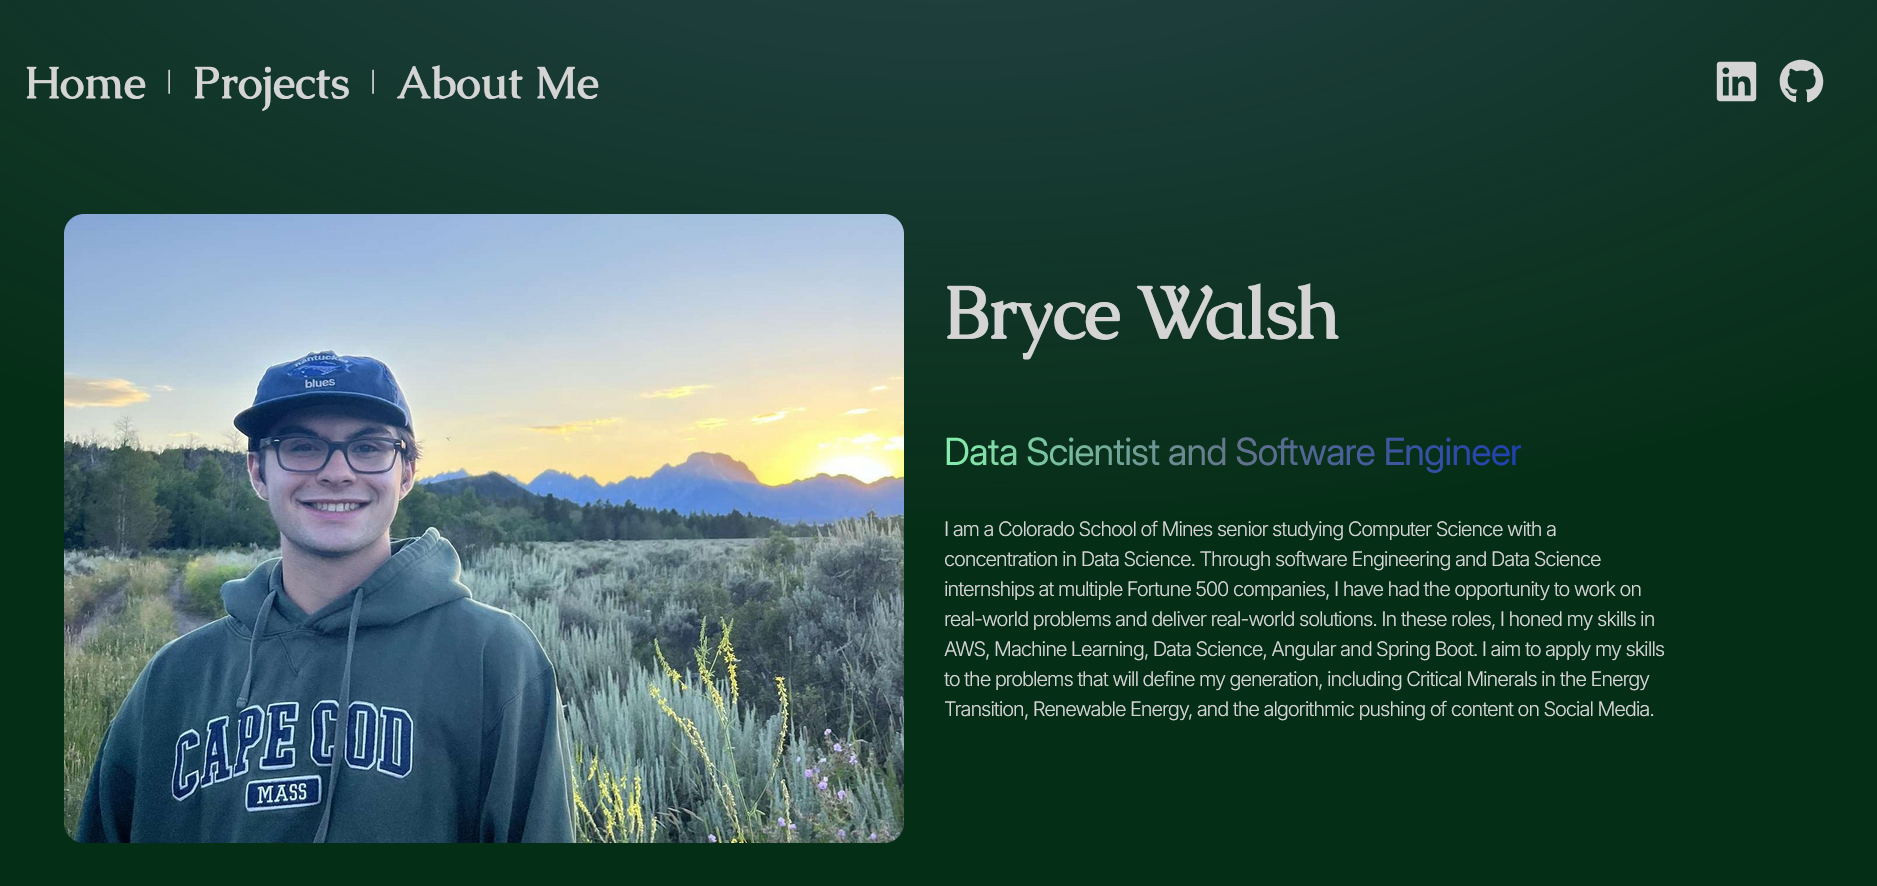 Home | Projects | About Me
in
Bryce Walsh
nantucket
blues
Data Scientist and Software Engineer
I am a Colorado School of Mines senior studying Computer Science with a
concentration in Data Science. Through software Engineering and Data Science
internships at multiple Fortune 500 companies, I have had the opportunity to work on
real-world problems and deliver real-world solutions. In these roles, I honed my skills in
AWS, Machine Learning, Data Science, Angular and Spring Boot. I aim to apply my skills
to the problems that will define my generation, including Critical Minerals in the Energy
Transition, Renewable Energy, and the algorithmic pushing of content on Social Media.
CAPE COD
MASS